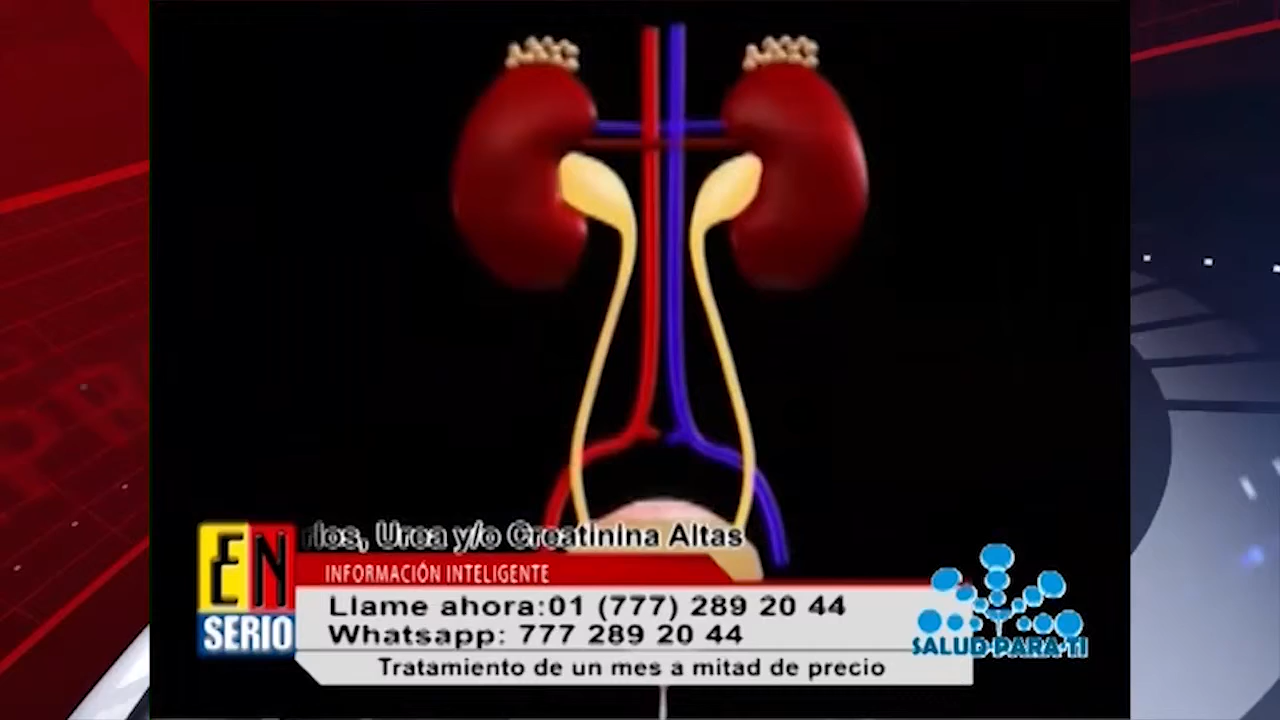 Urea y/o Creatinina Altas
EN
SERIO
INFORMACIÓN INTELIGENTE
Llame ahora:01 (777) 289 20 44
Whatsapp: 777 289 20 44
Tratamiento de un mes a mitad de precio
SALUD·PARA·TI